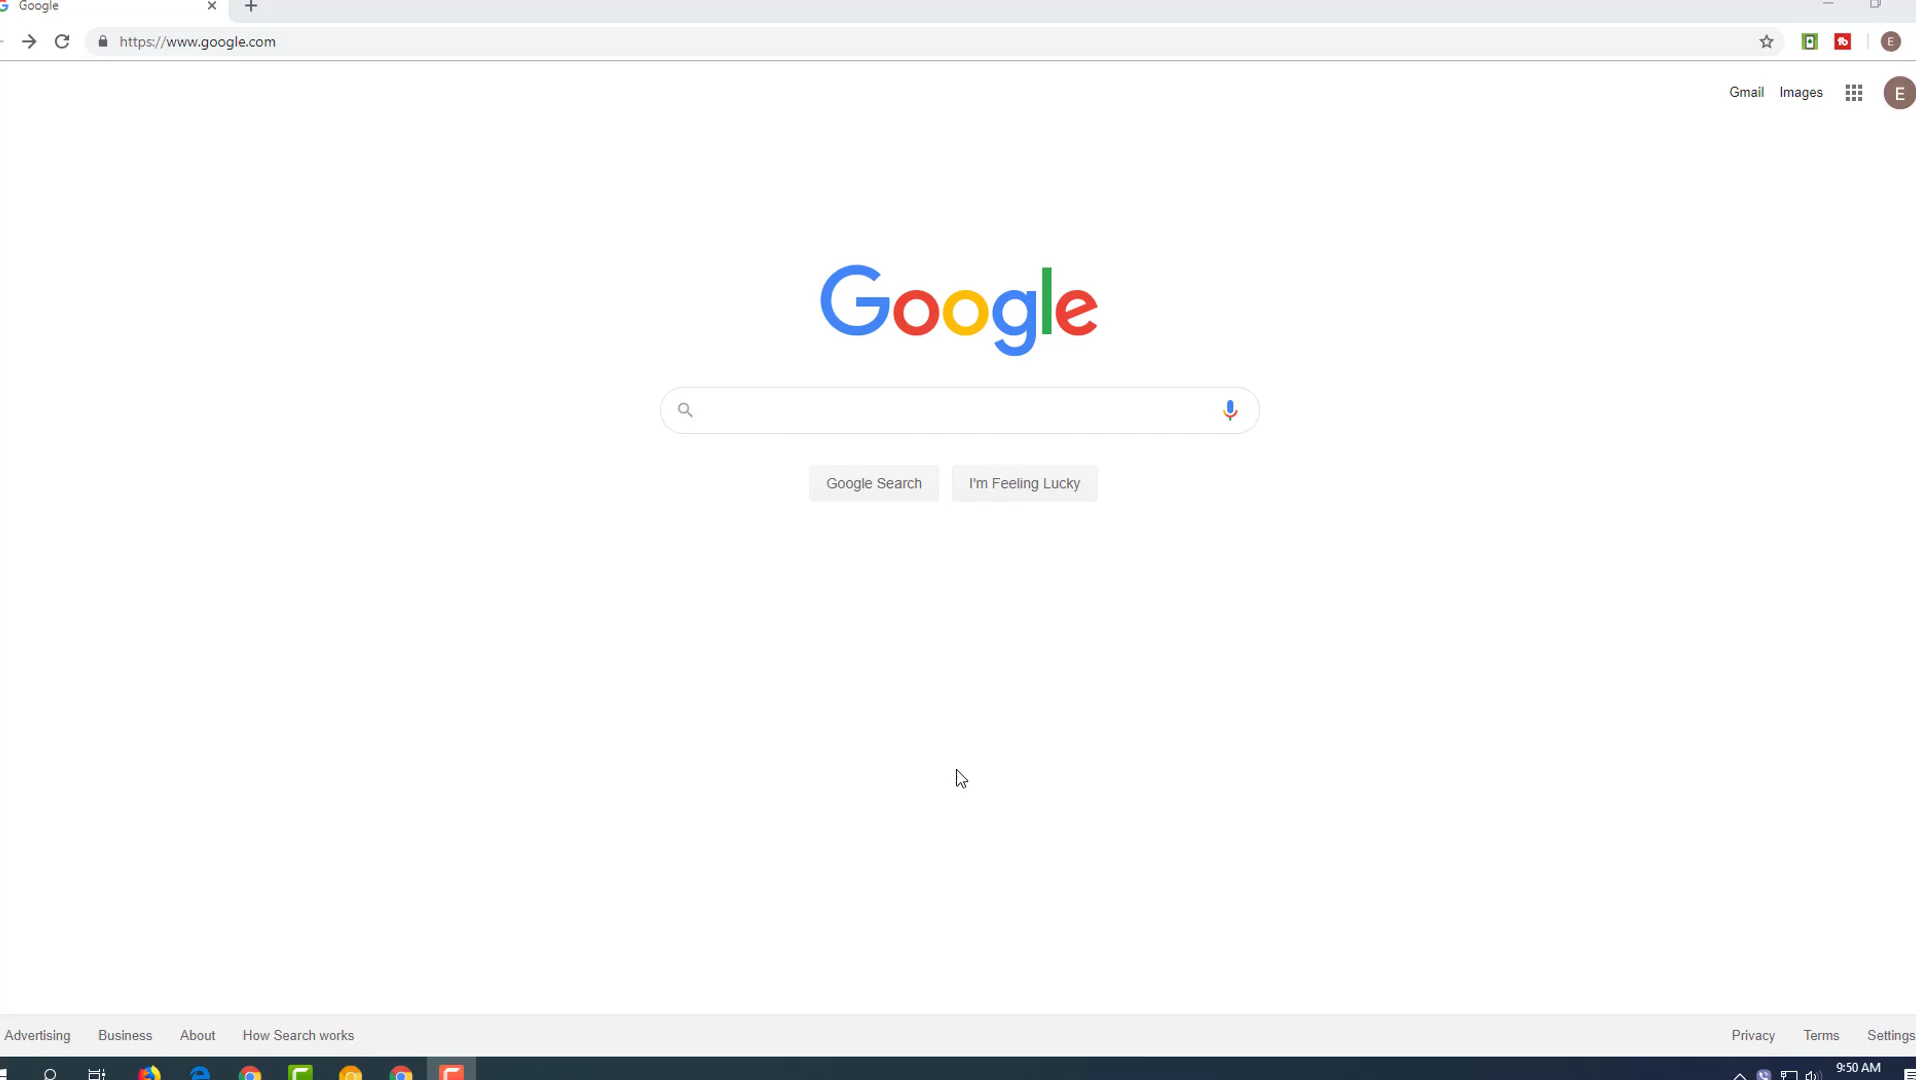 Google
https://www.google.com
Gmail Images
E
E
Google
Google Search I'm Feeling Lucky
Advertising Business About How Search works Privacy Terms Settings
9:50 AM